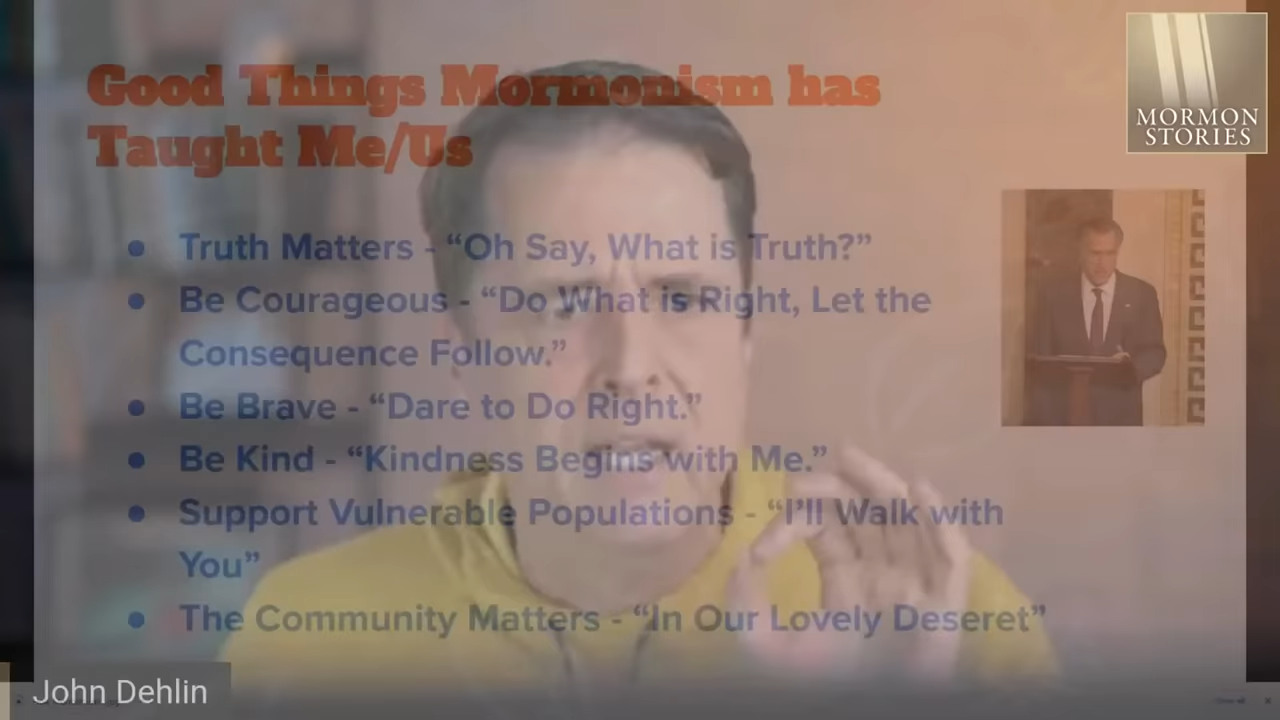 Good Things Mormonism has
Taught Me/Us
MORMON
STORIES
• Truth Matters - “Oh Say, What is Truth?”
• Be Courageous - “Do What is Right, Let the
Consequence Follow.”
• Be Brave - “Dare to Do Right.”
• Be Kind - “Kindness Begins with Me.”
• Support Vulnerable Populations - “I’ll Walk with
You”
• The Community Matters - “In Our Lovely Deseret”
John Dehlin